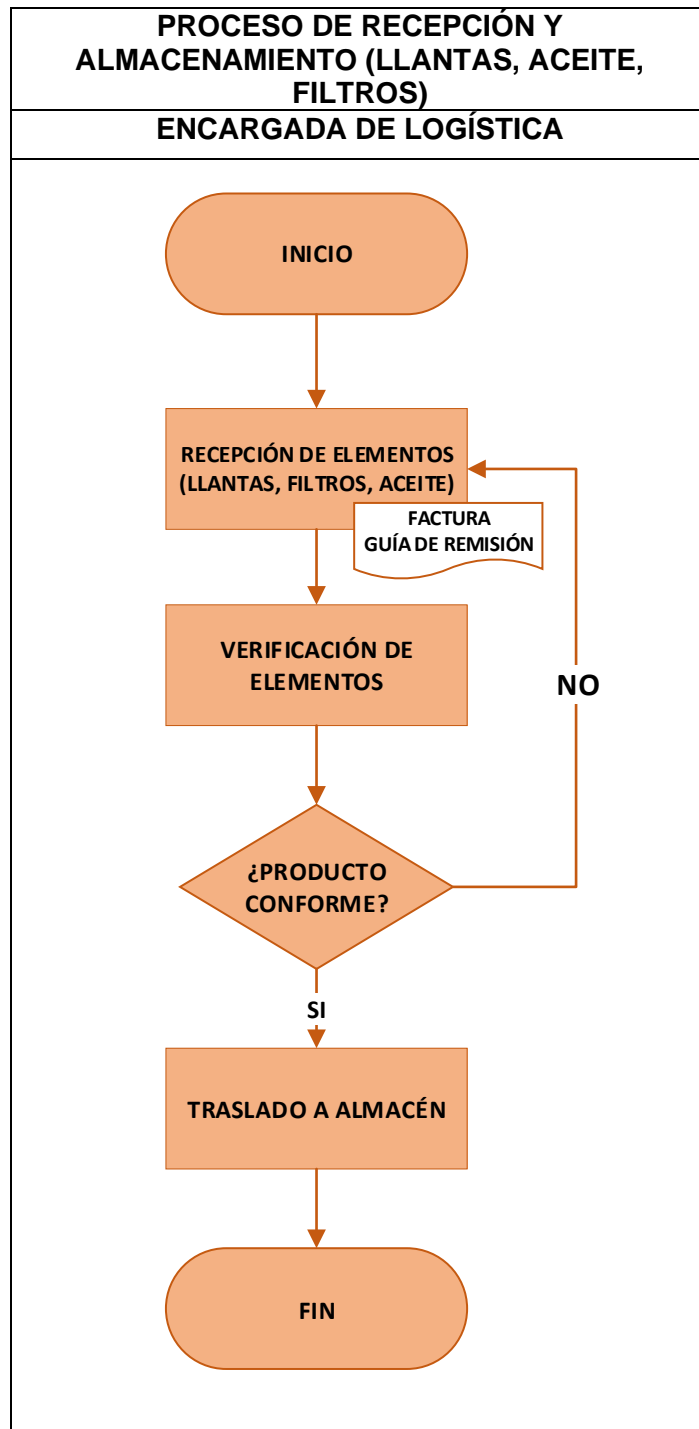 PROCESO DE RECEPCIÓN Y
ALMACENAMIENTO (LLANTAS, ACEITE,
FILTROS)
ENCARGADA DE LOGÍSTICA
INICIO
RECEPCIÓN DE ELEMENTOS
(LLANTAS, FILTROS, ACEITE)
FACTURA
GUÍA DE REMISIÓN
VERIFICACIÓN DE
ELEMENTOS
NO
¿PRODUCTO
CONFORME?
SI
TRASLADO A ALMACÉN
FIN